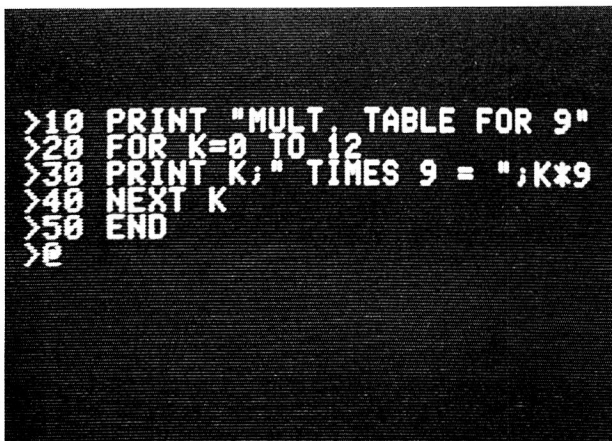 >10 PRINT "MULT. TABLE FOR 9"
>20 FOR K=0 TO 12
>30 PRINT K;" TIMES 9 = ";K*9
>40 NEXT K
>50 END
>@